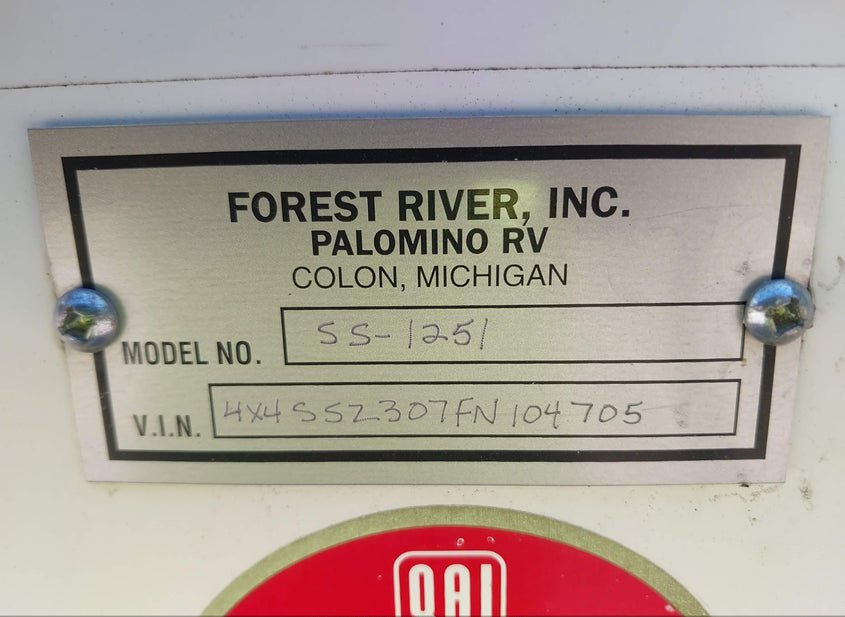 FOREST RIVER, INC.
PALOMINO RV
COLON, MICHIGAN
MODEL NO. SS-1251
V.I.N. 4X4SSZ307FN104705
QAI